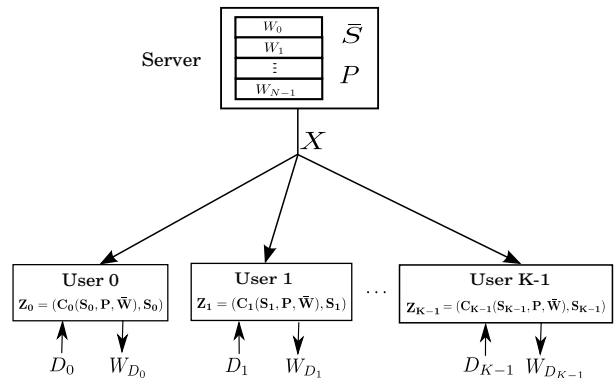 W_0
W_1
⋮
W_{N-1}
S̄
P
Server
X
User 0
Z_0 = (C_0(S_0, P, W̄), S_0)
User 1
Z_1 = (C_1(S_1, P, W̄), S_1)
...
User K-1
Z_{K-1} = (C_{K-1}(S_{K-1}, P, W̄), S_{K-1})
D_0 W_{D_0} D_1 W_{D_1} D_{K-1} W_{D_{K-1}}